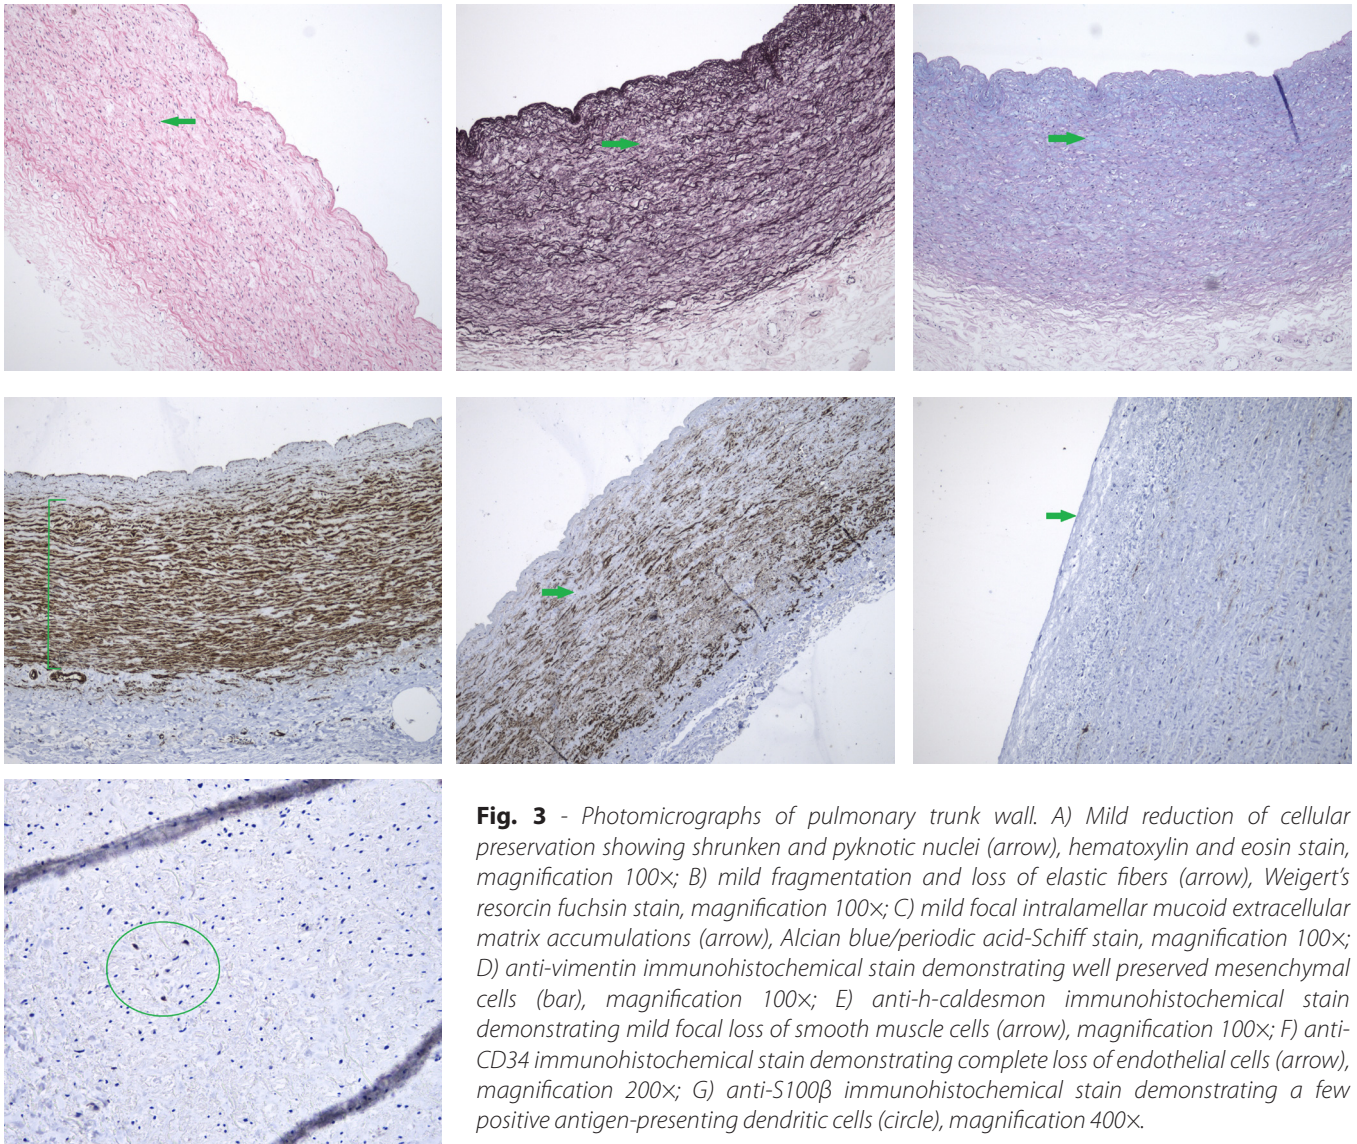 Fig. 3 - Photomicrographs of pulmonary trunk wall. A) Mild reduction of cellular
preservation showing shrunken and pyknotic nuclei (arrow), hematoxylin and eosin stain,
magnification 100×; B) mild fragmentation and loss of elastic fibers (arrow), Weigert's
resorcin fuchsin stain, magnification 100×; C) mild focal intralamellar mucoid extracellular
matrix accumulations (arrow), Alcian blue/periodic acid-Schiff stain, magnification 100×;
D) anti-vimentin immunohistochemical stain demonstrating well preserved mesenchymal
cells (bar), magnification 100×; E) anti-h-caldesmon immunohistochemical stain
demonstrating mild focal loss of smooth muscle cells (arrow), magnification 100×; F) anti-
CD34 immunohistochemical stain demonstrating complete loss of endothelial cells (arrow),
magnification 200×; G) anti-S100β immunohistochemical stain demonstrating a few
positive antigen-presenting dendritic cells (circle), magnification 400×.